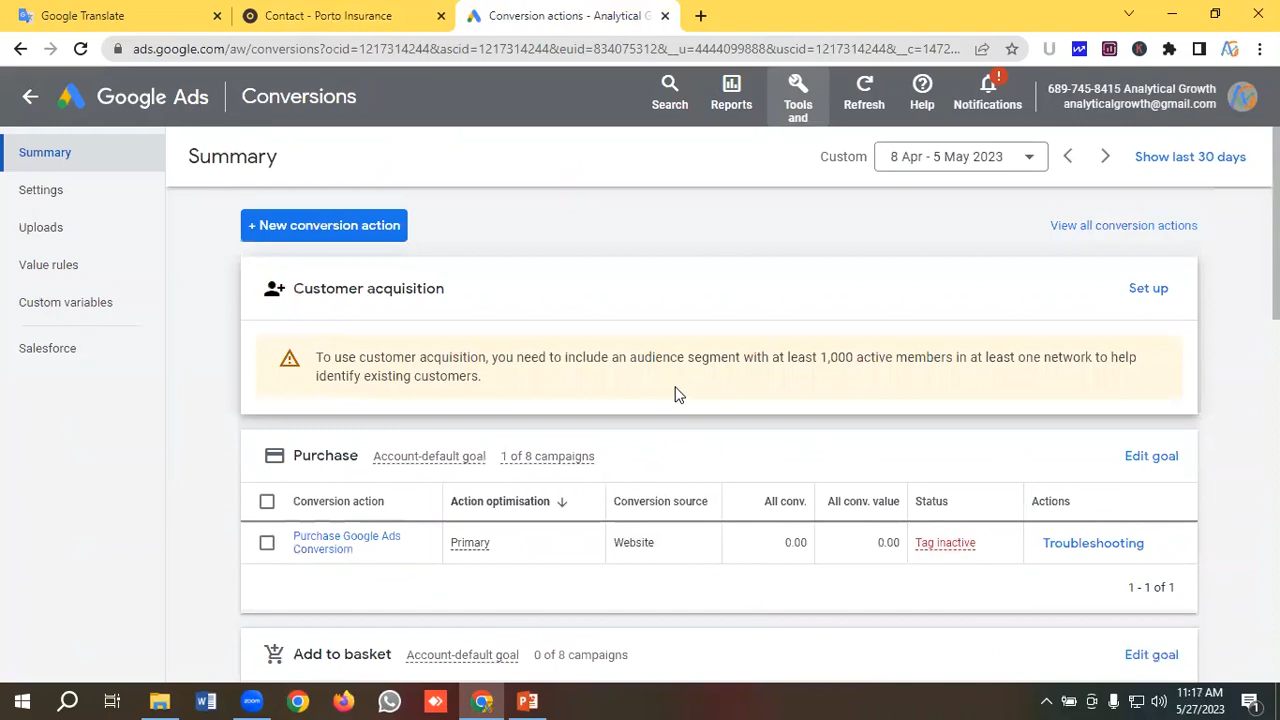 Google Translate
Contact - Porto Insurance
Conversion actions - Analytical G
ads.google.com/aw/conversions?ocid=1217314244&ascid=1217314244&euid=834075312&__u=4444099888&uscid=1217314244&__c=1472...
Google Ads
Conversions
Search
Reports
Tools and
Refresh
Help
Notifications
689-745-8415 Analytical Growth
analyticalgrowth@gmail.com
Summary
Settings
Uploads
Value rules
Custom variables
Salesforce
Summary
Custom
8 Apr - 5 May 2023
Show last 30 days
+ New conversion action
View all conversion actions
Customer acquisition
Set up
To use customer acquisition, you need to include an audience segment with at least 1,000 active members in at least one network to help
identify existing customers.
Purchase
Account-default goal
1 of 8 campaigns
Edit goal
Conversion action
Action optimisation
Conversion source
All conv.
All conv. value
Status
Actions
Purchase Google Ads
Conversiom
Primary
Website
0.00
0.00
Tag inactive
Troubleshooting
1 - 1 of 1
Add to basket
Account-default goal
0 of 8 campaigns
Edit goal
11:17 AM
5/27/2023